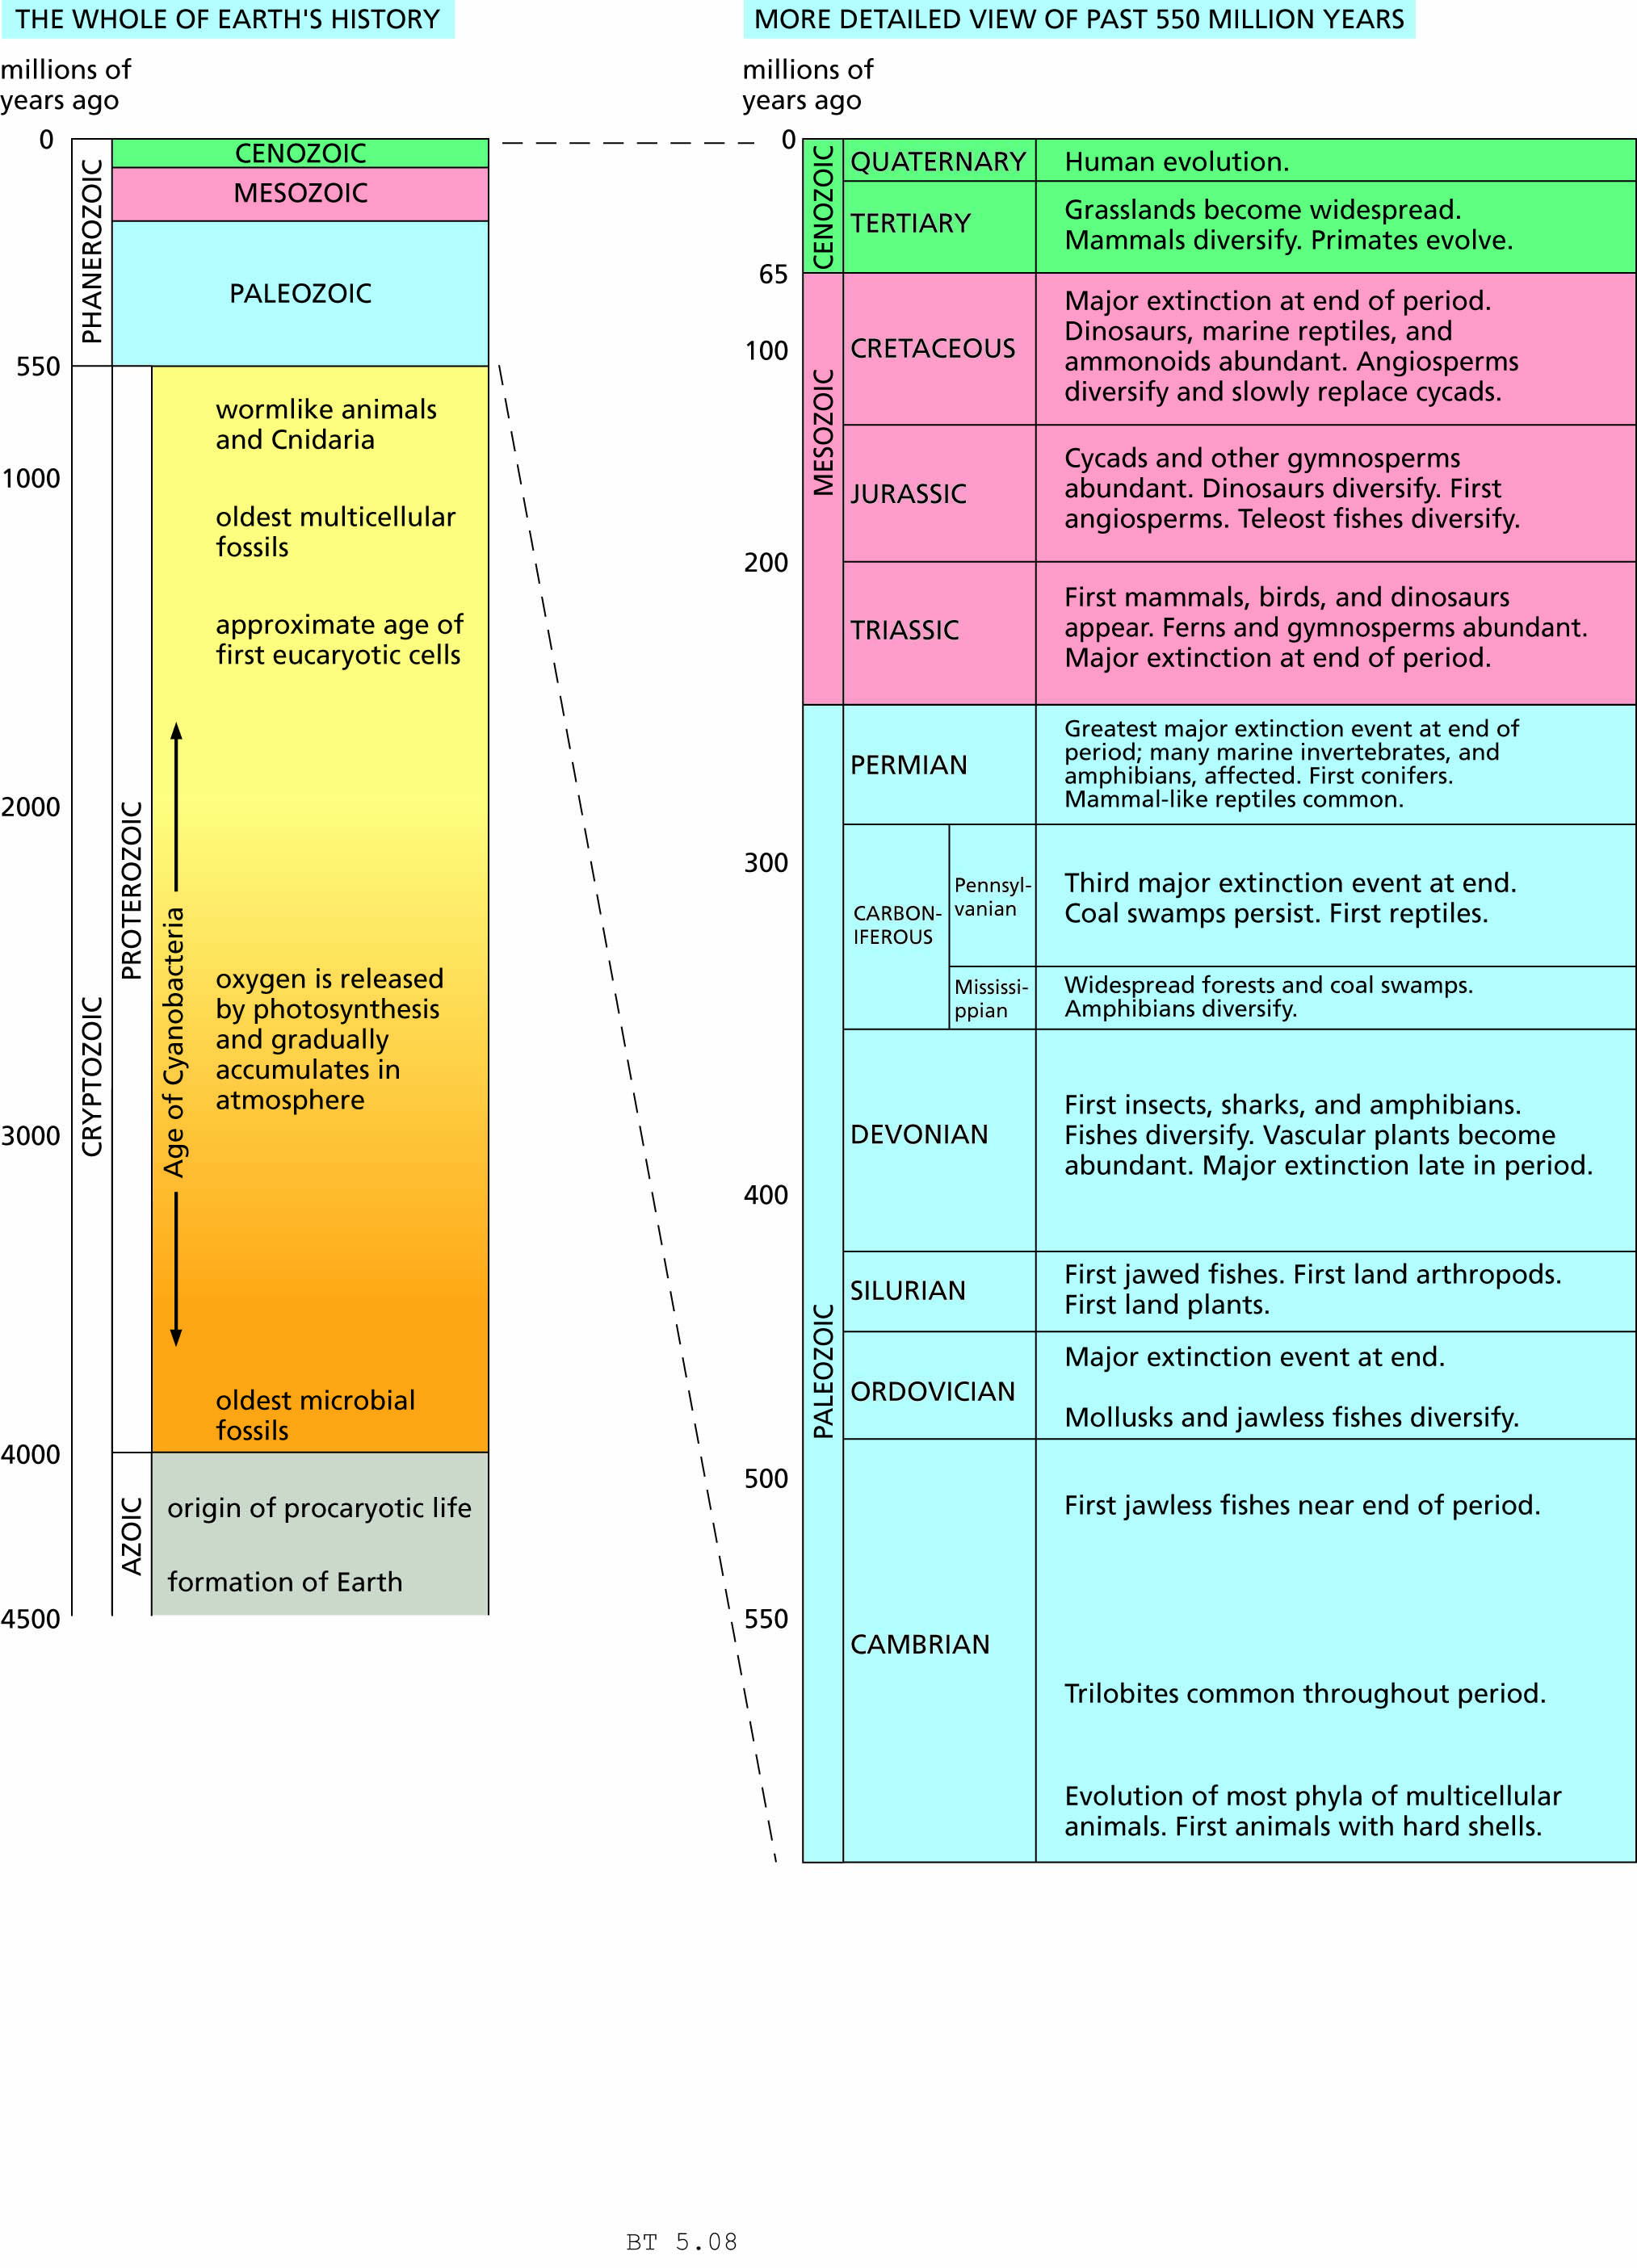 THE WHOLE OF EARTH'S HISTORY
millions of
years ago
0
550
1000
2000
3000
4000
4500
PHANEROZOIC
CRYPTOZOIC
CENOZOIC
MESOZOIC
PALEOZOIC
PROTEROZOIC
AZOIC
wormlike animals
and Cnidaria
oldest multicellular
fossils
approximate age of
first eucaryotic cells
Age of Cyanobacteria
oxygen is released
by photosynthesis
and gradually
accumulates in
atmosphere
oldest microbial
fossils
origin of procaryotic life
formation of Earth
MORE DETAILED VIEW OF PAST 550 MILLION YEARS
millions of
years ago
0
65
100
200
300
400
500
550
CENOZOIC
QUATERNARY
Human evolution.
TERTIARY
Grasslands become widespread.
Mammals diversify. Primates evolve.
MESOZOIC
CRETACEOUS
Major extinction at end of period.
Dinosaurs, marine reptiles, and
ammonoids abundant. Angiosperms
diversify and slowly replace cycads.
JURASSIC
Cycads and other gymnosperms
abundant. Dinosaurs diversify. First
angiosperms. Teleost fishes diversify.
TRIASSIC
First mammals, birds, and dinosaurs
appear. Ferns and gymnosperms abundant.
Major extinction at end of period.
PALEOZOIC
PERMIAN
Greatest major extinction event at end of
period; many marine invertebrates, and
amphibians, affected. First conifers.
Mammal-like reptiles common.
CARBON-
IFEROUS
Pennsyl-
vanian
Third major extinction event at end.
Coal swamps persist. First reptiles.
Mississi-
ppian
Widespread forests and coal swamps.
Amphibians diversify.
DEVONIAN
First insects, sharks, and amphibians.
Fishes diversify. Vascular plants become
abundant. Major extinction late in period.
SILURIAN
First jawed fishes. First land arthropods.
First land plants.
ORDOVICIAN
Major extinction event at end.
Mollusks and jawless fishes diversify.
CAMBRIAN
First jawless fishes near end of period.
Trilobites common throughout period.
Evolution of most phyla of multicellular
animals. First animals with hard shells.
BT 5.08